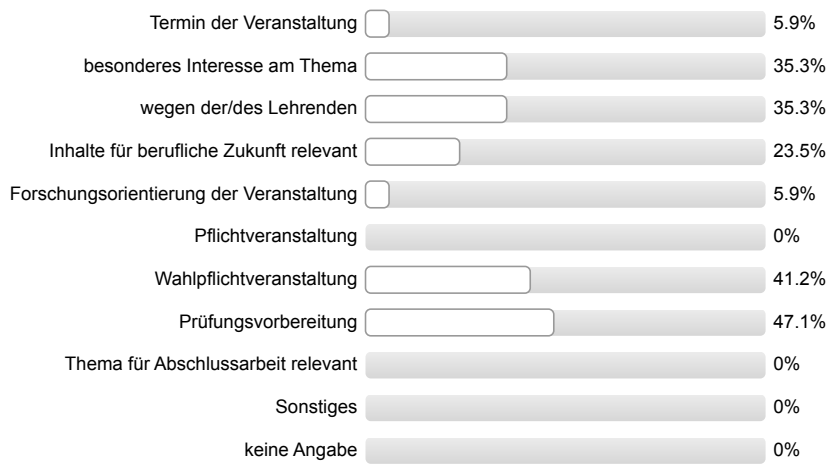 Termin der Veranstaltung 5.9%
besonderes Interesse am Thema 35.3%
wegen der/des Lehrenden 35.3%
Inhalte für berufliche Zukunft relevant 23.5%
Forschungsorientierung der Veranstaltung 5.9%
Pflichtveranstaltung 0%
Wahlpflichtveranstaltung 41.2%
Prüfungsvorbereitung 47.1%
Thema für Abschlussarbeit relevant 0%
Sonstiges 0%
keine Angabe 0%